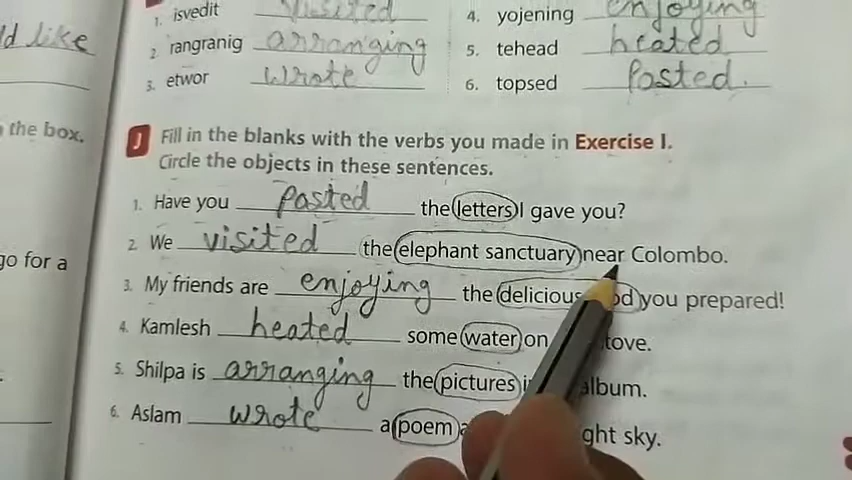 1. isvedit visited 4. yojening enjoying
ld like 2. rangranig arranging 5. tehead heated
3. etwor wrote 6. topsed Posted.
the box. J Fill in the blanks with the verbs you made in Exercise I.
Circle the objects in these sentences.
1. Have you Posted the letters I gave you?
2. We visited the elephant sanctuary near Colombo.
go for a 3. My friends are enjoying the delicious you prepared!
4. Kamlesh heated some water on
5. Shilpa is arranging the pictures album.
6. Aslam wrote a poem sky.